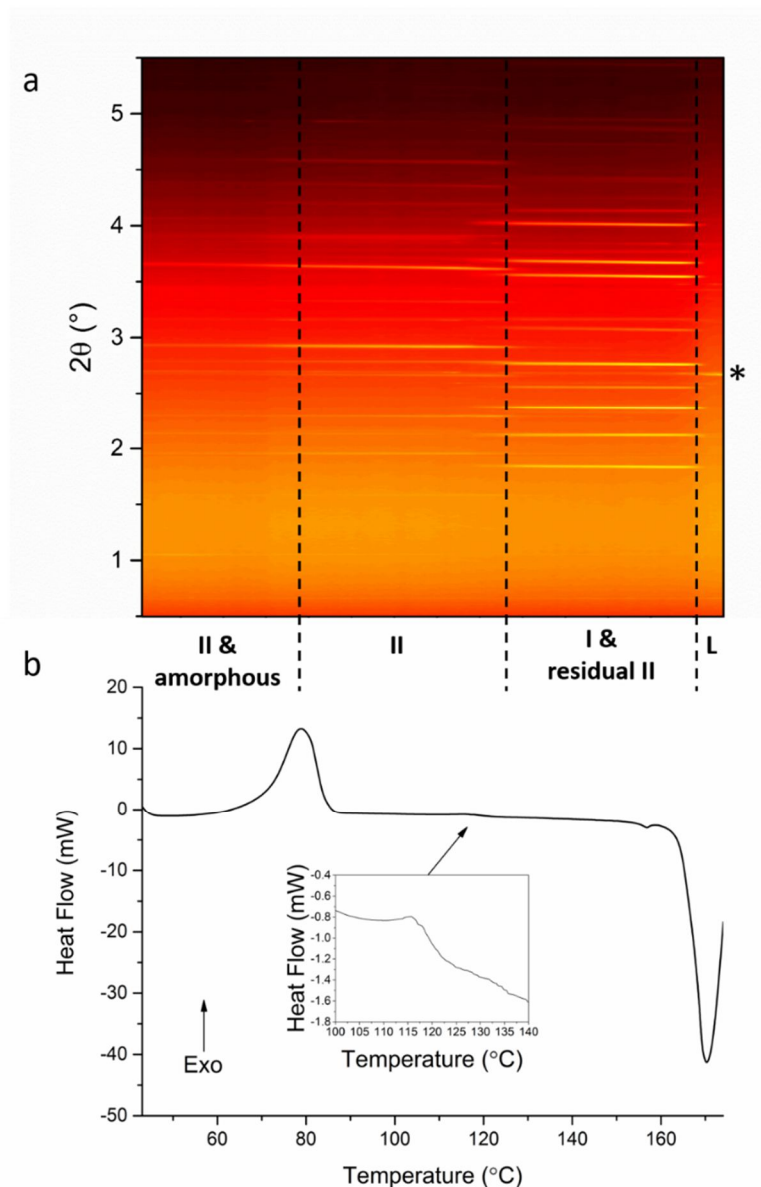 a
5
4
3
2
1
2θ (°)
*
II &
amorphous
II
I &
residual II
L
b
20
10
0
-10
-20
-30
-40
-50
Heat Flow (mW)
Exo
-0.4
-0.6
-0.8
-1.0
-1.2
-1.4
-1.6
-1.8
Heat Flow (mW)
100 105 110 115 120 125 130 135 140
Temperature (°C)
60 80 100 120 140 160
Temperature (°C)